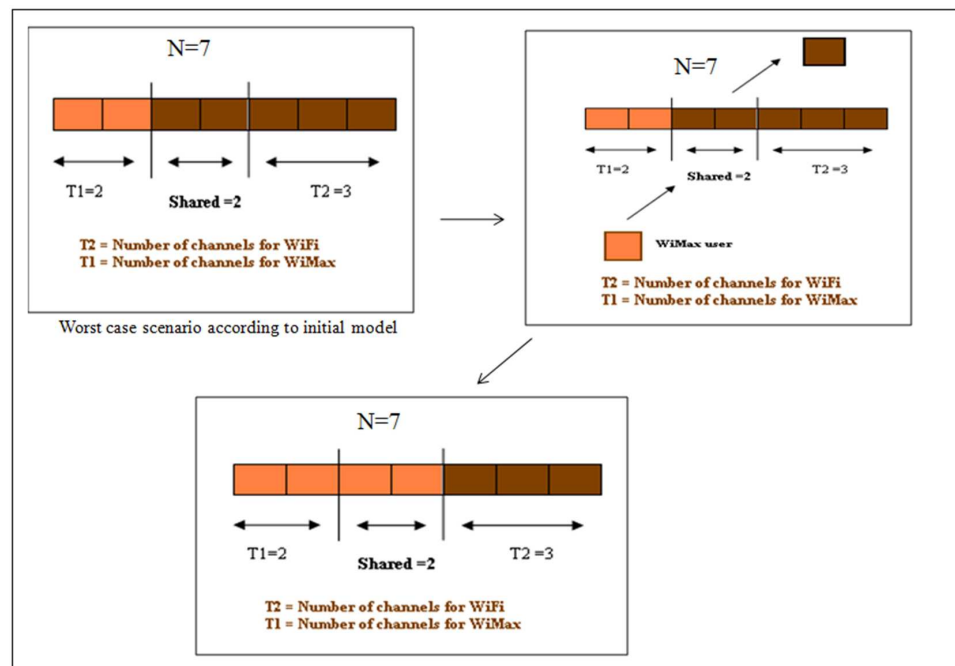 N=7
T1=2
Shared =2
T2 =3
T2 = Number of channels for WiFi
T1 = Number of channels for WiMax
Worst case scenario according to initial model
N=7
T1=2
Shared =2
T2 =3
WiMax user
T2 = Number of channels for WiFi
T1 = Number of channels for WiMax
N=7
T1=2
Shared =2
T2 =3
T2 = Number of channels for WiFi
T1 = Number of channels for WiMax